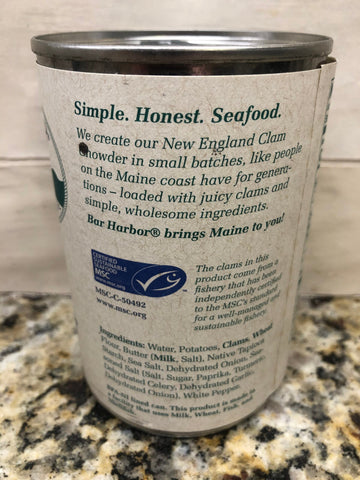 Simple. Honest. Seafood.
We create our New England Clam
Chowder in small batches, like people
on the Maine coast have for genera-
tions – loaded with juicy clams and
simple, wholesome ingredients.
Bar Harbor® brings Maine to you!
CERTIFIED
SUSTAINABLE
SEAFOOD
MSC
www.msc.org
MSC-C-50492
www.msc.org
The clams in this
product come from a
fishery that has been
independently certified
to the MSC's standard
for a well-managed and
sustainable fishery.
Ingredients: Water, Potatoes, Clams, Wheat
Flour, Butter (Milk, Salt), Native Tapioca
Starch, Sea Salt, Dehydrated Onion, Sea-
soned Salt (Salt, Sugar, Paprika, Turmeric,
Dehydrated Celery, Dehydrated Garlic,
Dehydrated Onion), White Pepper.
lined can. This product is made in
a facility that uses Milk, Wheat, Fish, and